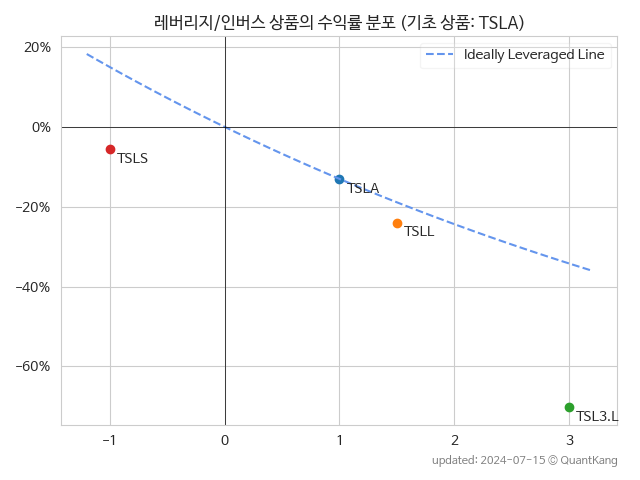 레버리지/인버스 상품의 수익률 분포 (기초 상품: TSLA)
20%
Ideally Leveraged Line
0%
TSLS
TSLA
−20%
TSLL
−40%
−60%
TSL3.L
−1 0 1 2 3
updated: 2024-07-15 © QuantKang